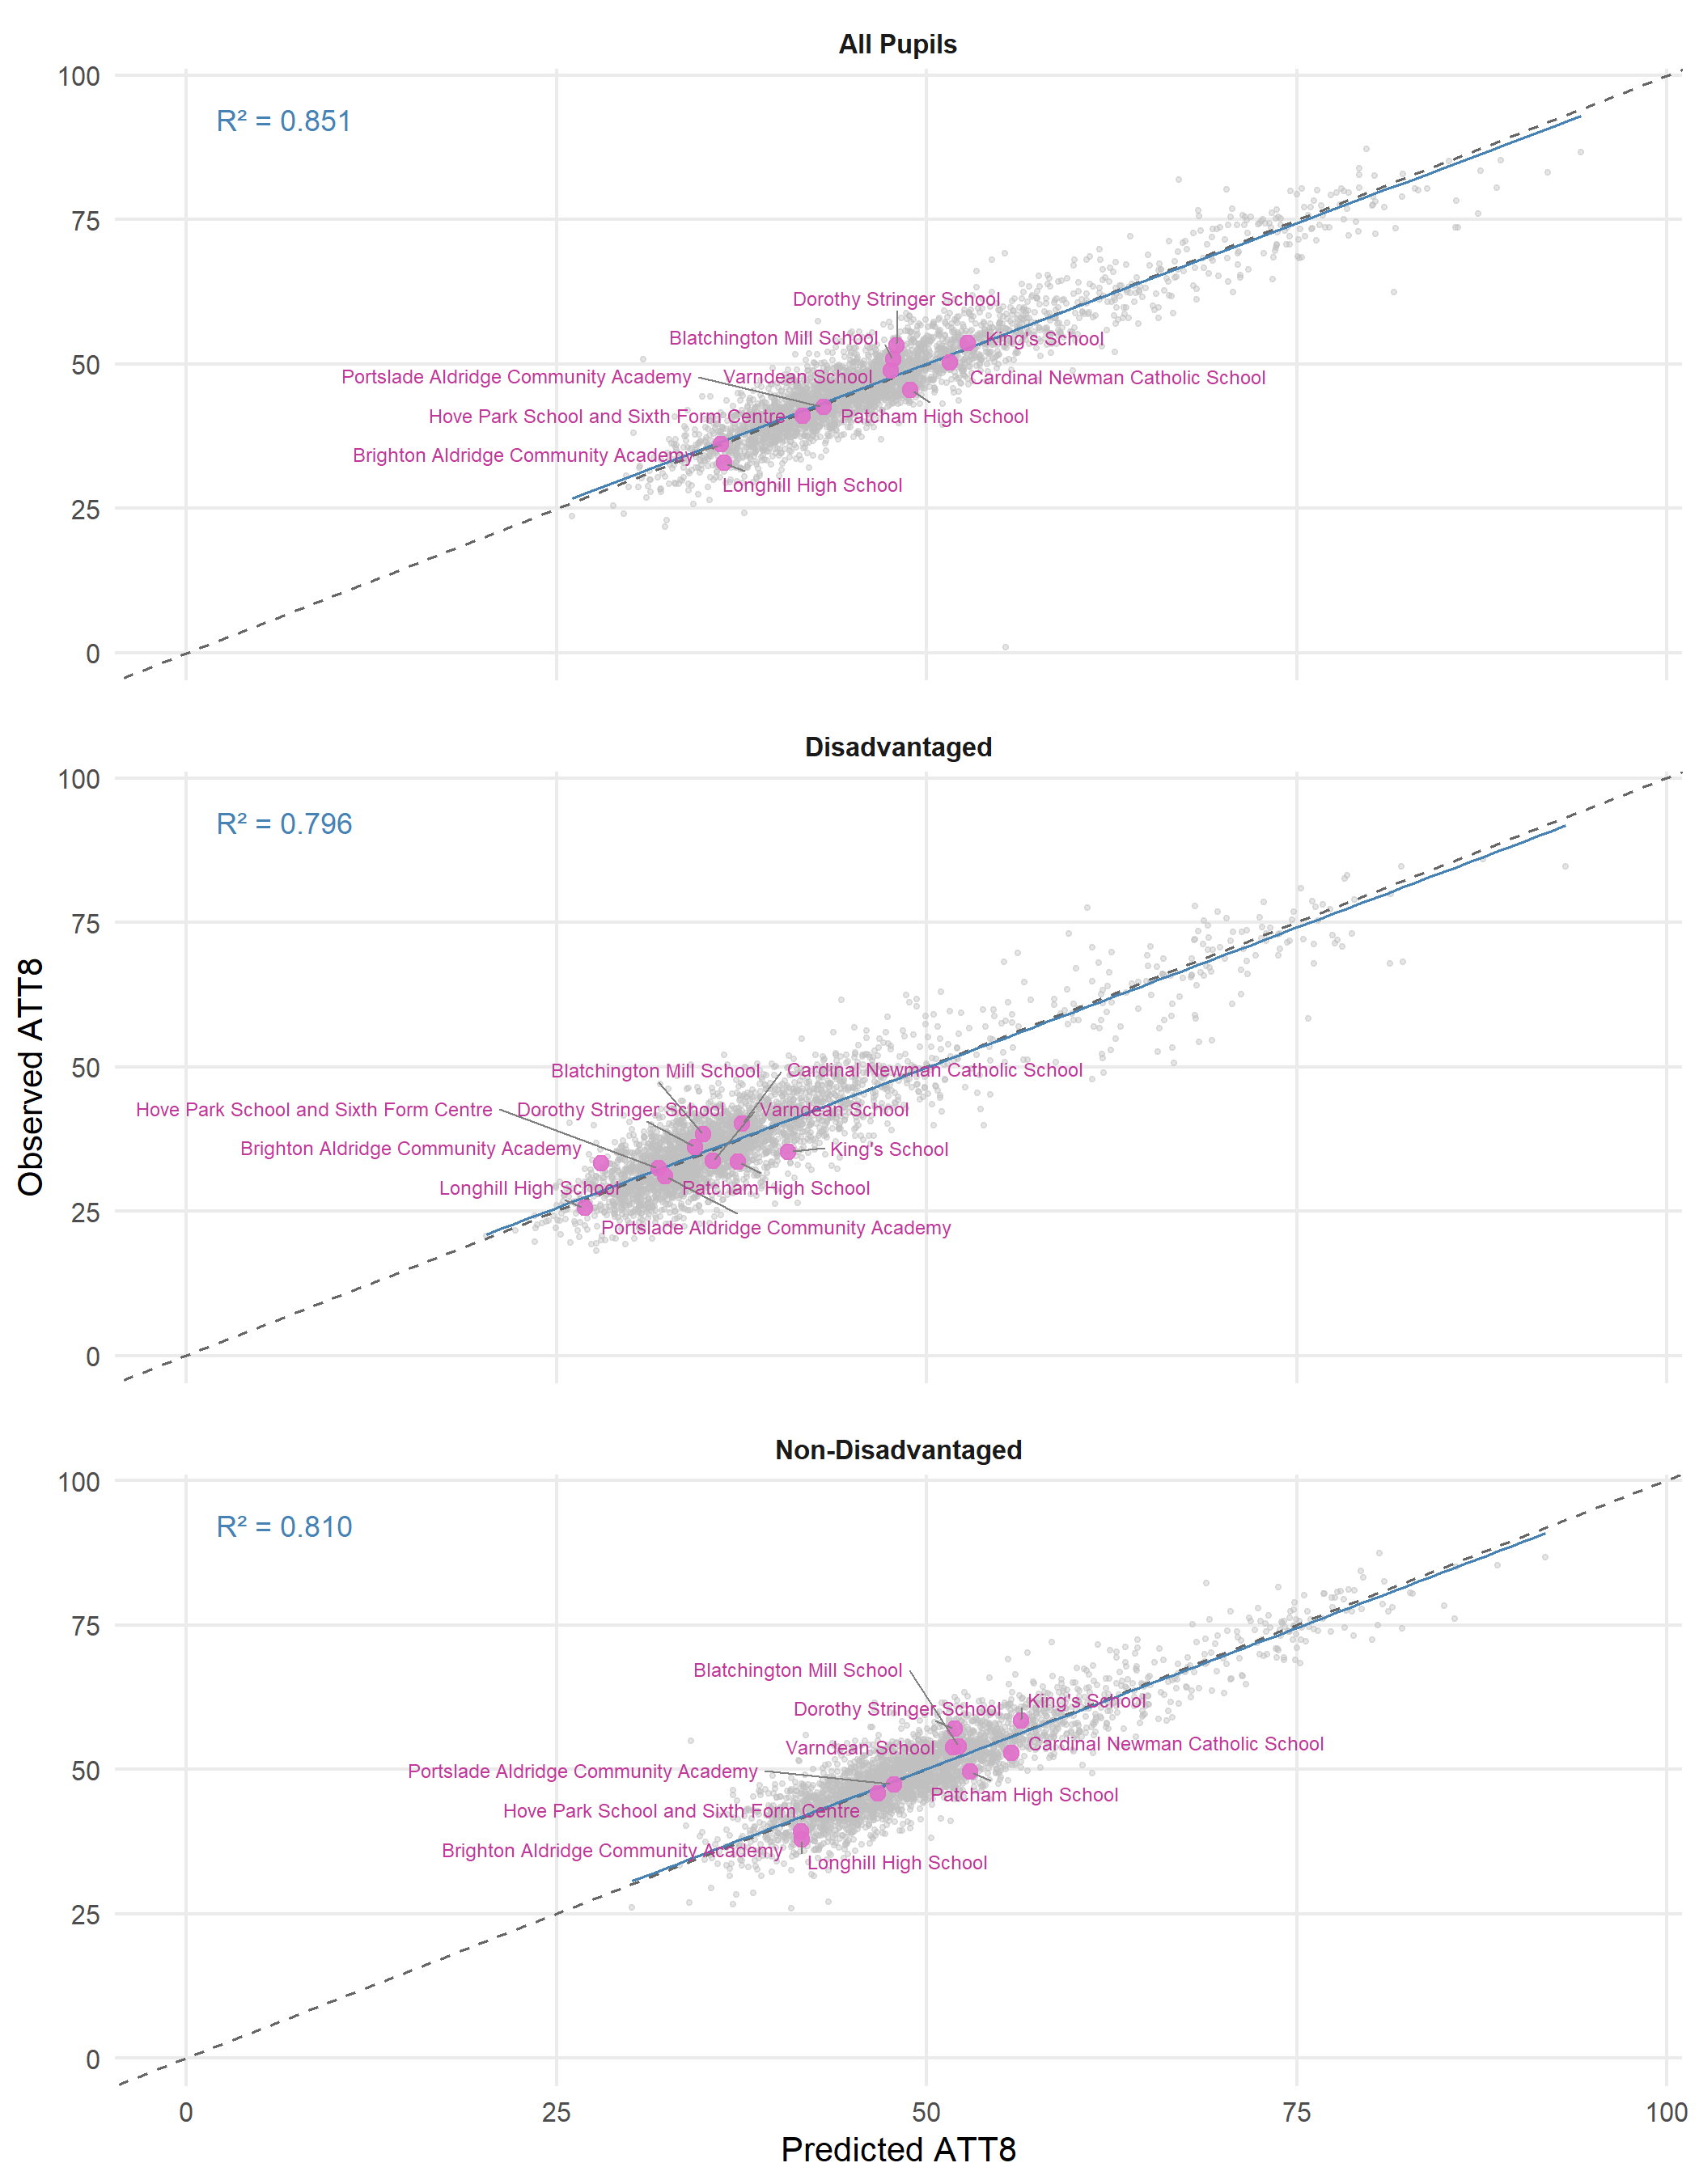 All Pupils
100
R² = 0.851
75
Dorothy Stringer School
Blatchington Mill School
King's School
50
Portslade Aldridge Community Academy
Varndean School
Cardinal Newman Catholic School
Hove Park School and Sixth Form Centre
Patcham High School
Brighton Aldridge Community Academy
Longhill High School
25
0
Disadvantaged
100
R² = 0.796
75
50
Blatchington Mill School
Cardinal Newman Catholic School
Hove Park School and Sixth Form Centre
Dorothy Stringer School
Varndean School
Brighton Aldridge Community Academy
King's School
Longhill High School
Patcham High School
25
Portslade Aldridge Community Academy
0
Observed ATT8
Non-Disadvantaged
100
R² = 0.810
75
Blatchington Mill School
King's School
Dorothy Stringer School
Cardinal Newman Catholic School
Varndean School
50
Portslade Aldridge Community Academy
Patcham High School
Hove Park School and Sixth Form Centre
Brighton Aldridge Community Academy
Longhill High School
25
0
0
25
50
75
100
Predicted ATT8